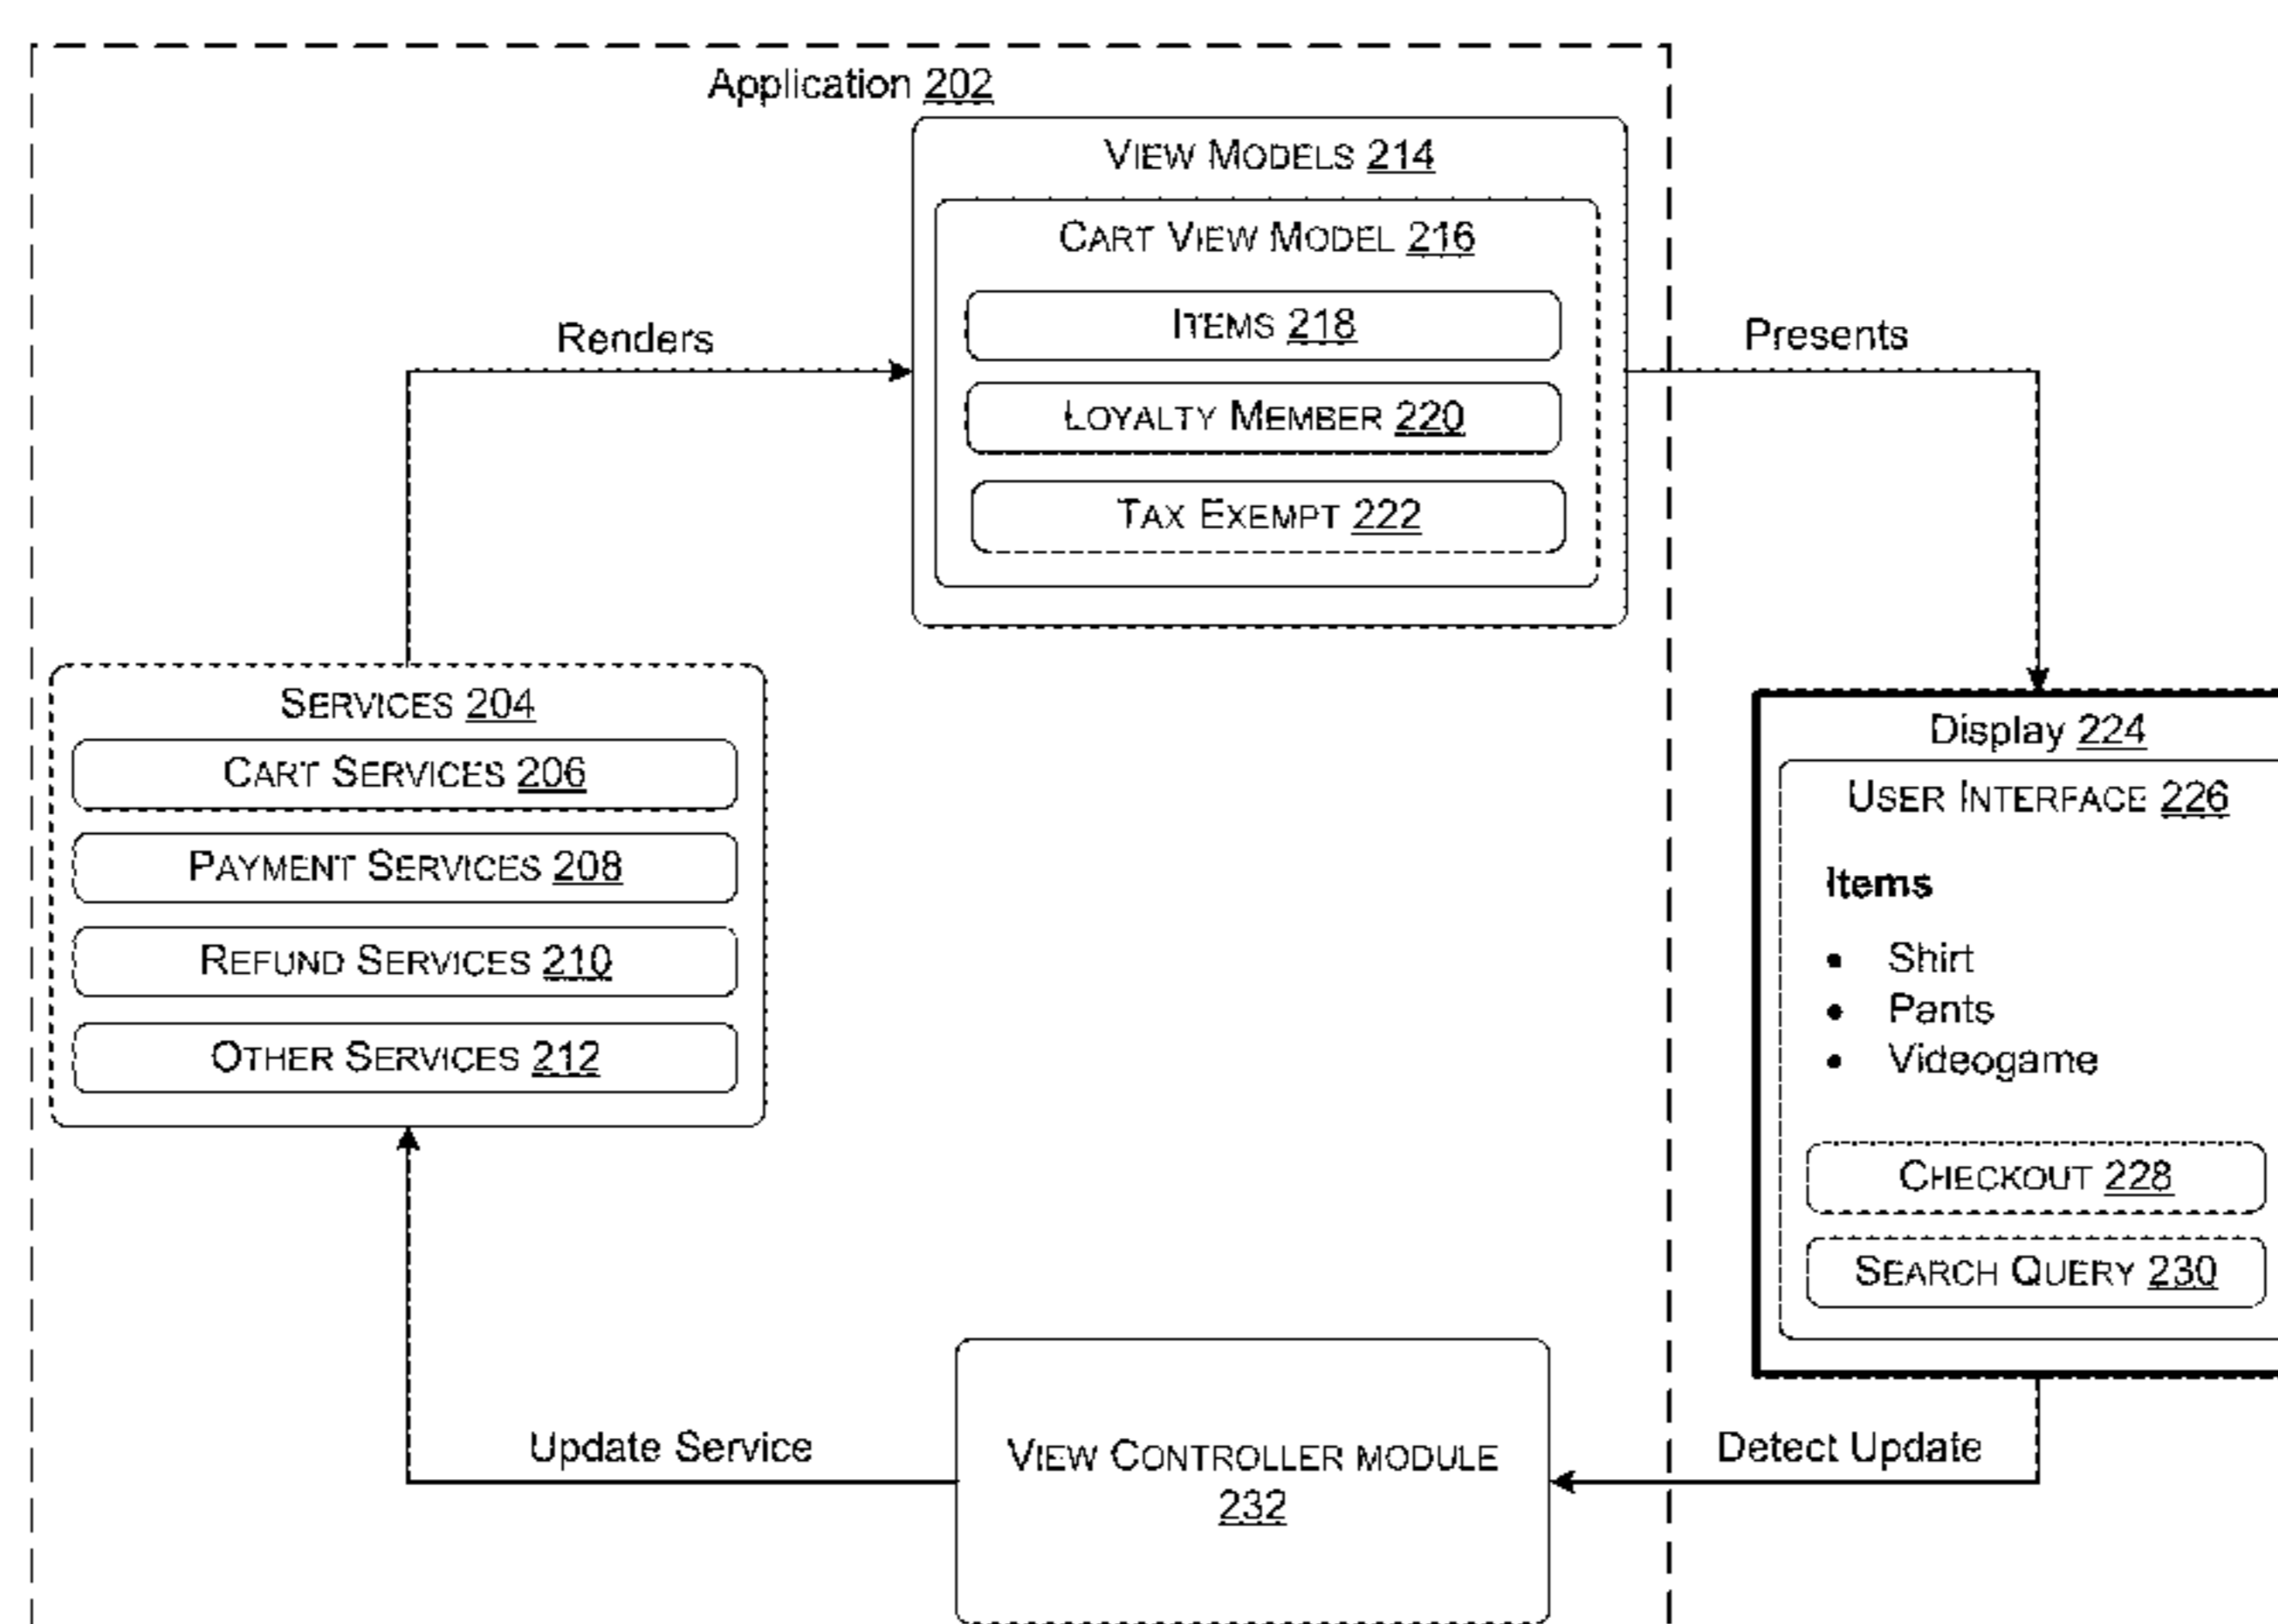 Application 202
VIEW MODELS 214
CART VIEW MODEL 216
ITEMS 218
LOYALTY MEMBER 220
TAX EXEMPT 222
Renders
Presents
SERVICES 204
CART SERVICES 206
PAYMENT SERVICES 208
REFUND SERVICES 210
OTHER SERVICES 212
Display 224
USER INTERFACE 226
Items
• Shirt
• Pants
• Videogame
CHECKOUT 228
SEARCH QUERY 230
Update Service
VIEW CONTROLLER MODULE
232
Detect Update